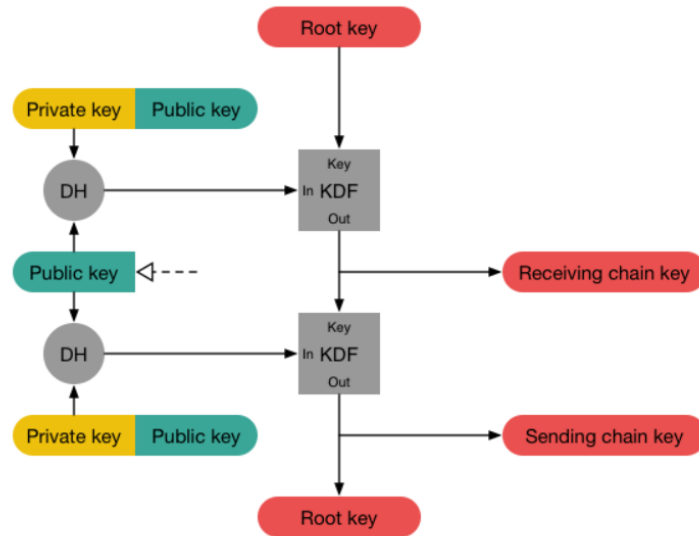 Root key
Private key Public key
Key
DH
In KDF
Out
Public key
Receiving chain key
Key
DH
In KDF
Out
Private key Public key
Sending chain key
Root key